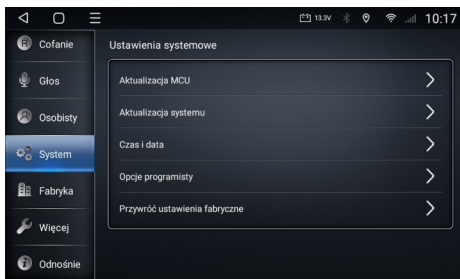 13.3V
10:17
Cofanie
Głos
Osobisty
System
Fabryka
Więcej
Odnośnie
Ustawienia systemowe
Aktualizacja MCU
Aktualizacja systemu
Czas i data
Opcje programisty
Przywróć ustawienia fabryczne